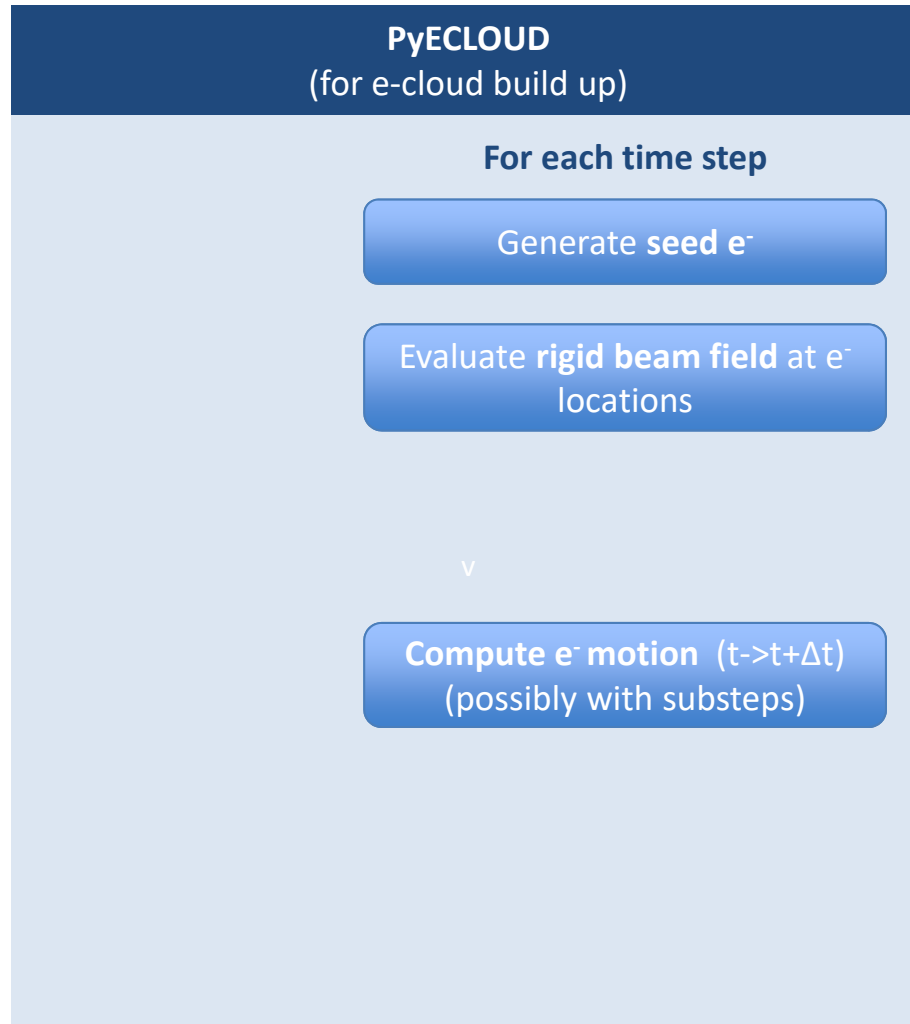 PyECLOUD
(for e-cloud build up)
For each time step
Generate seed e⁻
Evaluate rigid beam field at e⁻
locations
v
Compute e⁻ motion (t->t+Δt)
(possibly with substeps)